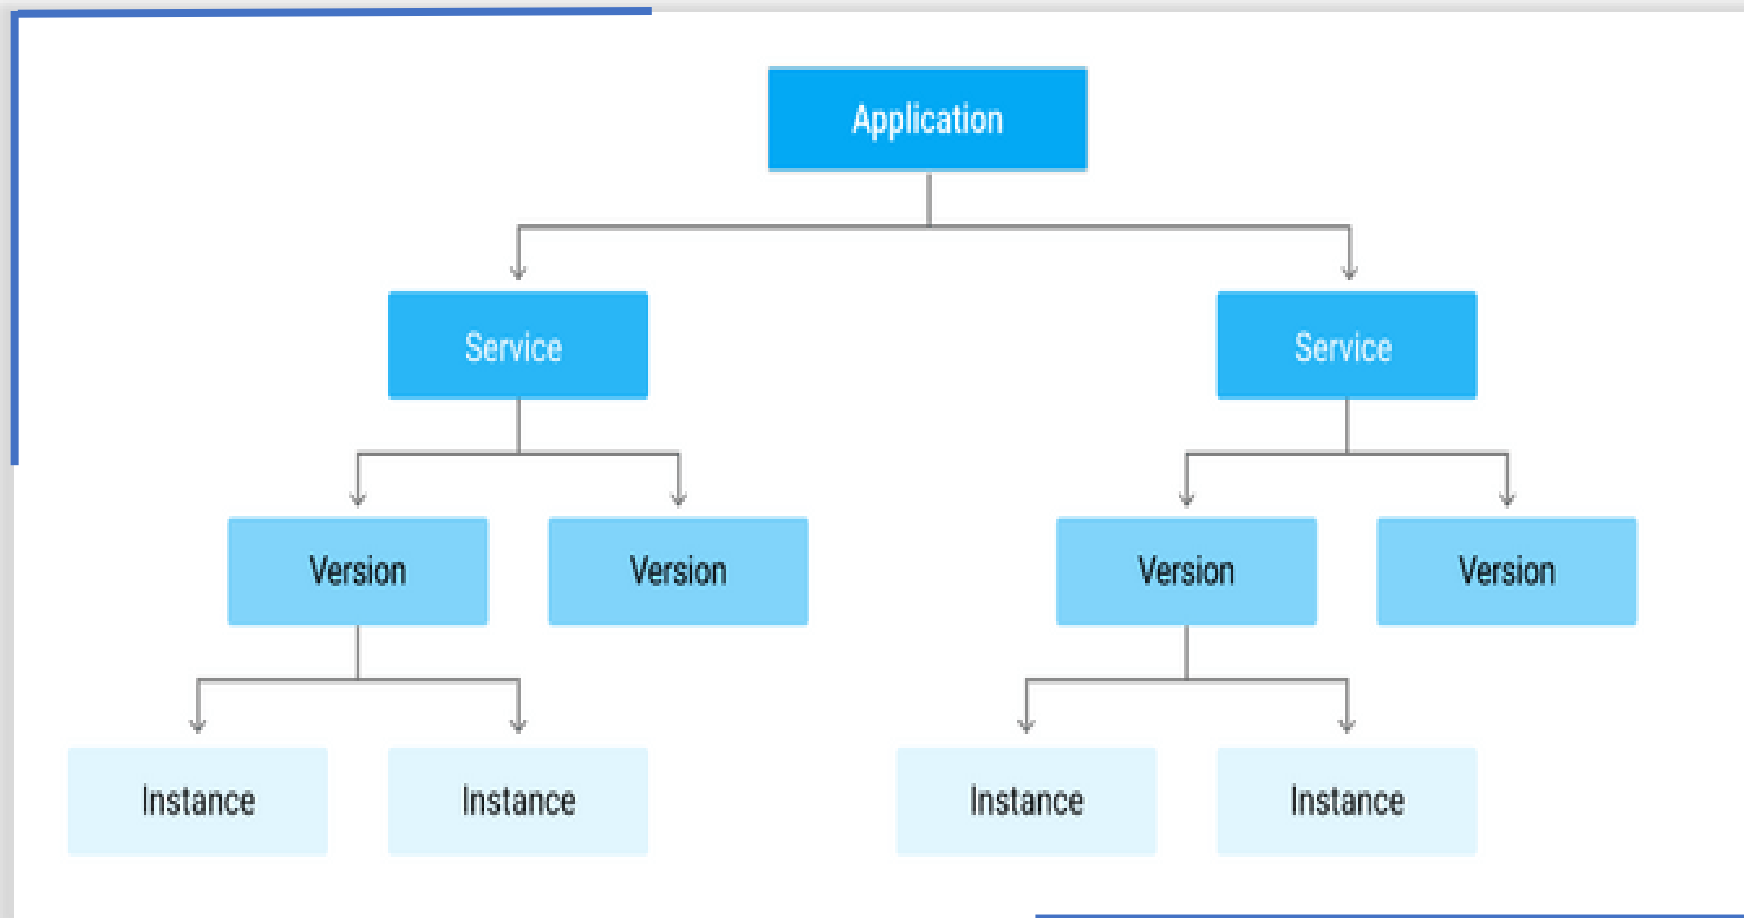 Application
Service
Service
Version
Version
Version
Version
Instance
Instance
Instance
Instance